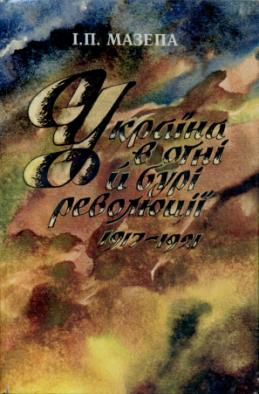 І.П. МАЗЕПА
Україна
в огні
й бурі
революції
1917-1921